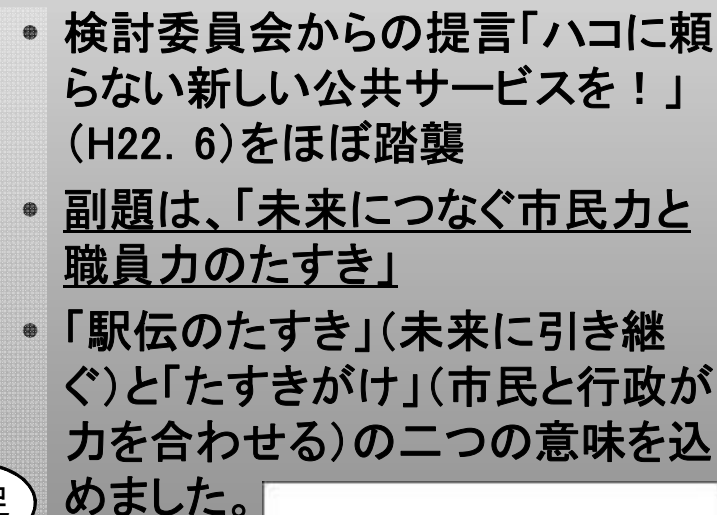 • 検討委員会からの提言「ハコに頼
らない新しい公共サービスを！」
（H22．6）をほぼ踏襲
• 副題は、「未来につなぐ市民力と
職員力のたすき」
• 「駅伝のたすき」（未来に引き継
ぐ）と「たすきがけ」（市民と行政が
力を合わせる）の二つの意味を込
めました。